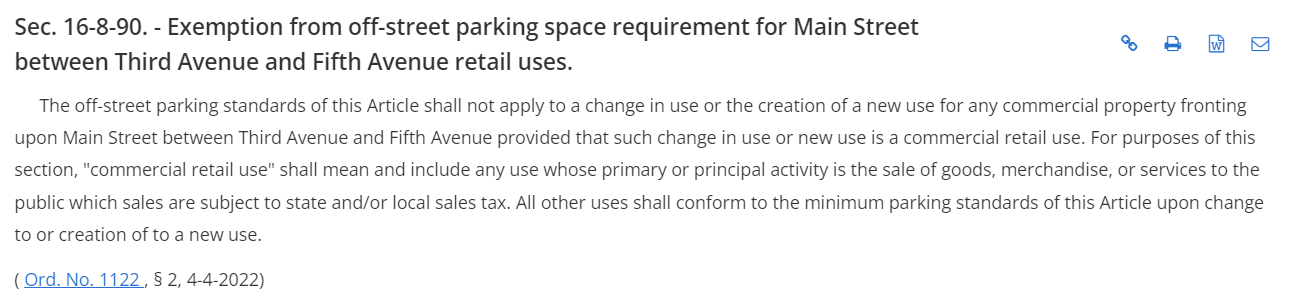 Sec. 16-8-90. - Exemption from off-street parking space requirement for Main Street
between Third Avenue and Fifth Avenue retail uses.
The off-street parking standards of this Article shall not apply to a change in use or the creation of a new use for any commercial property fronting
upon Main Street between Third Avenue and Fifth Avenue provided that such change in use or new use is a commercial retail use. For purposes of this
section, "commercial retail use" shall mean and include any use whose primary or principal activity is the sale of goods, merchandise, or services to the
public which sales are subject to state and/or local sales tax. All other uses shall conform to the minimum parking standards of this Article upon change
to or creation of to a new use.
( Ord. No. 1122 , § 2, 4-4-2022)